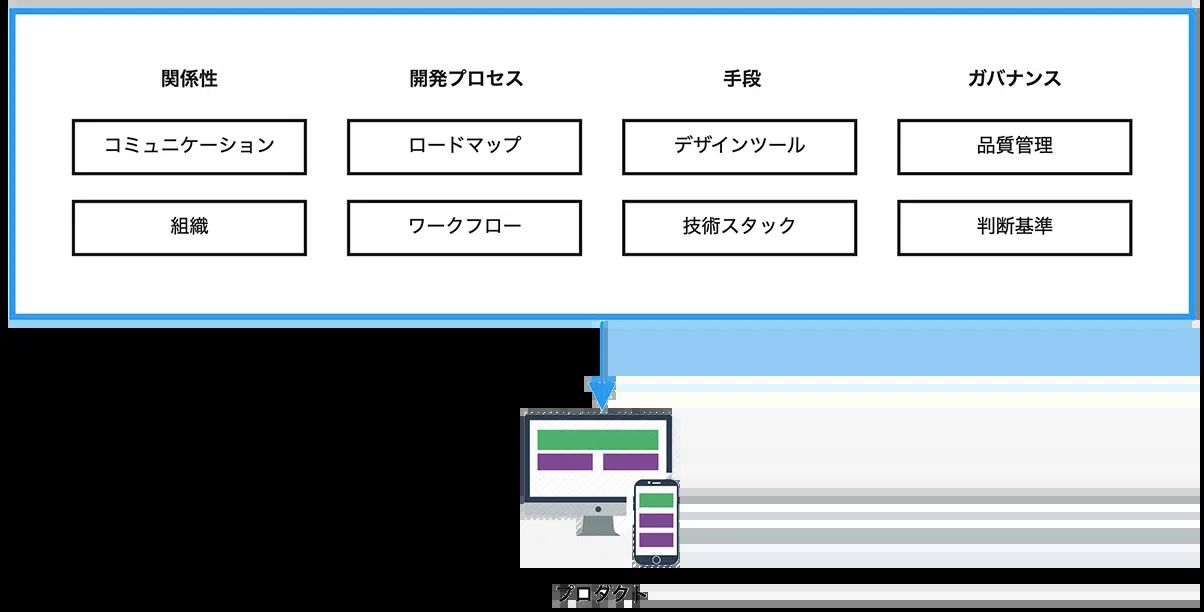 関係性 開発プロセス 手段 ガバナンス
コミュニケーション ロードマップ デザインツール 品質管理
組織 ワークフロー 技術スタック 判断基準
プロダクト